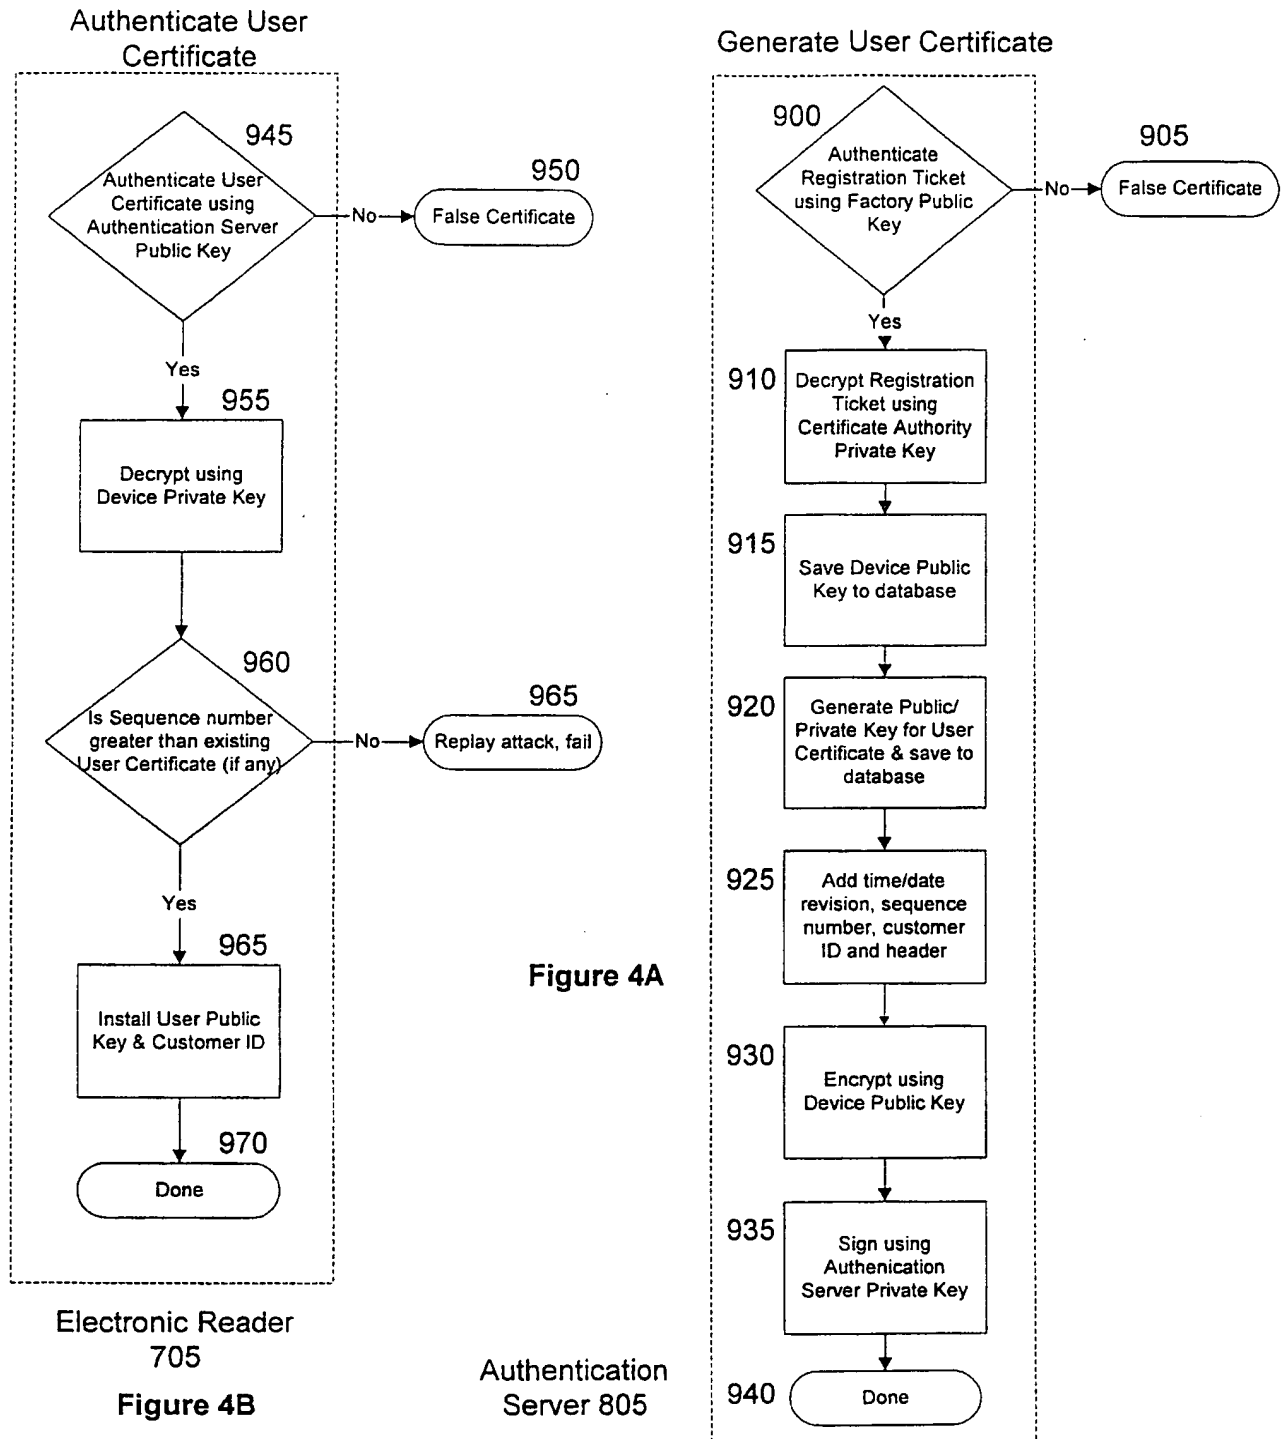 Authenticate User
Certificate
945
Authenticate User
Certificate using
Authentication Server
Public Key
No
950
False Certificate
Yes
955
Decrypt using
Device Private Key
960
Is Sequence number
greater than existing
User Certificate (if any)
No
965
Replay attack, fail
Yes
965
Install User Public
Key & Customer ID
970
Done
Electronic Reader
705
Figure 4B
Generate User Certificate
900
Authenticate
Registration Ticket
using Factory Public
Key
No
905
False Certificate
Yes
910
Decrypt Registration
Ticket using
Certificate Authority
Private Key
915
Save Device Public
Key to database
920
Generate Public/
Private Key for User
Certificate & save to
database
925
Add time/date
revision, sequence
number, customer
ID and header
Figure 4A
930
Encrypt using
Device Public Key
935
Sign using
Authenication
Server Private Key
940
Done
Authentication
Server 805